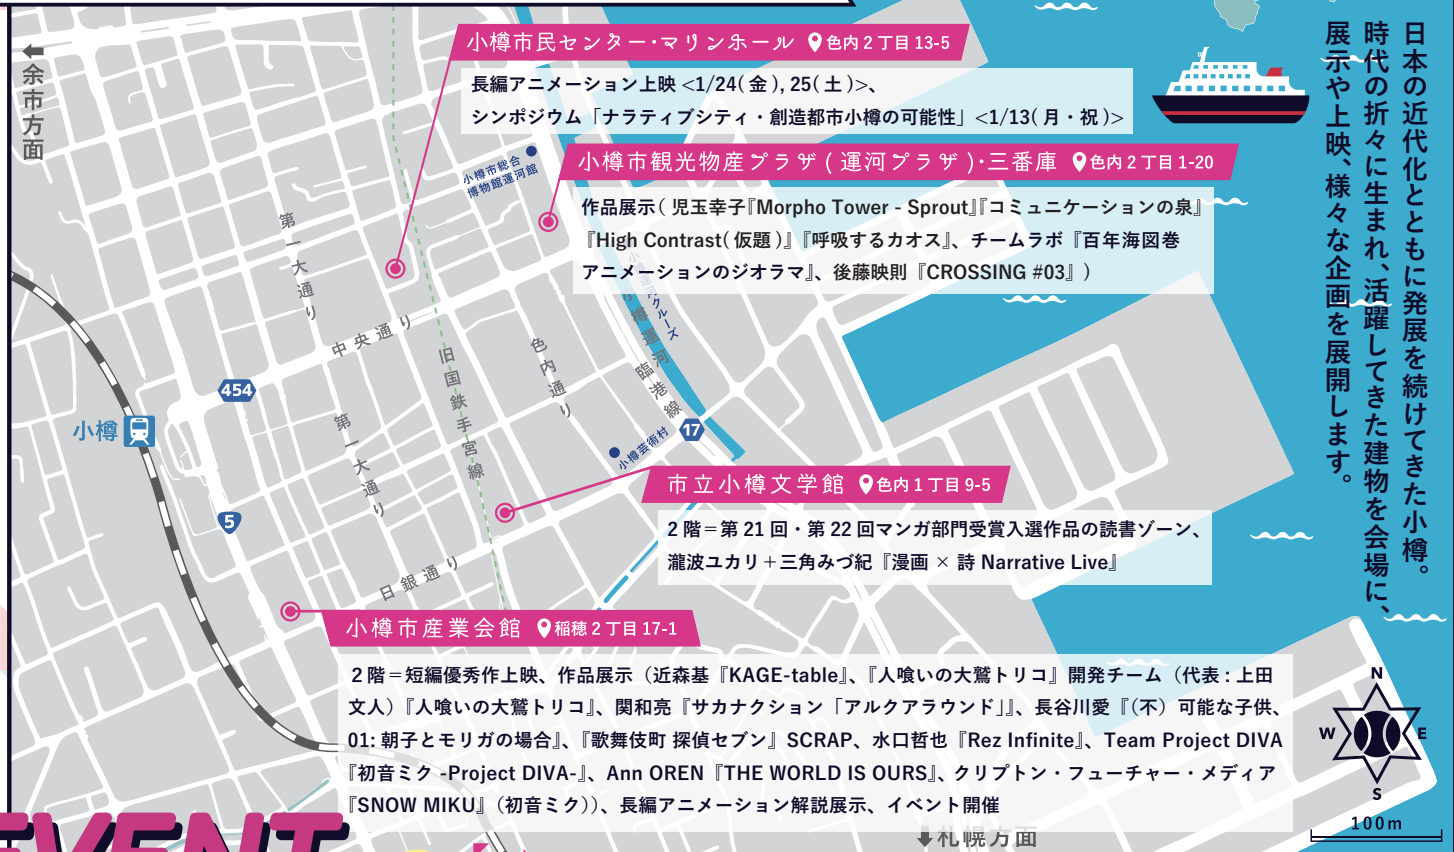 日本の近代化とともに発展を続けてきた小樽。
時代の折々に生まれ、活躍してきた建物を会場に、
展示や上映、様々な企画を展開します。
余市方面
小樽市民センター・マリンホール 色内2丁目13-5
長編アニメーション上映 <1/24(金), 25(土)>、
シンポジウム「ナラティブシティ・創造都市小樽の可能性」<1/13(月・祝)>
小樽市総合
博物館運河館
小樽市観光物産プラザ(運河プラザ)・三番庫 色内2丁目1-20
作品展示(児玉幸子『Morpho Tower - Sprout』『コミュニケーションの泉』
『High Contrast(仮題)』『呼吸するカオス』、チームラボ『百年海図巻
アニメーションのジオラマ』、後藤映則『CROSSING #03』)
第一大通り
中央通り
旧国鉄手宮線
色内通り
小樽運河
クルーズ
臨港線
454
小樽
第一大通り
17
小樽芸術村
5
市立小樽文学館 色内1丁目9-5
2階＝第21回・第22回マンガ部門受賞入選作品の読書ゾーン、
瀧波ユカリ＋三角みづ紀『漫画 × 詩 Narrative Live』
日銀通り
小樽市産業会館 稲穂2丁目17-1
2階＝短編優秀作上映、作品展示（近森基『KAGE-table』、『人喰いの大鷲トリコ』開発チーム（代表：上田
文人）『人喰いの大鷲トリコ』、関和亮『サカナクション「アルクアラウンド」』、長谷川愛『(不）可能な子供、
01: 朝子とモリガの場合』、『歌舞伎町 探偵セブン』SCRAP、水口哲也『Rez Infinite』、Team Project DIVA
『初音ミク -Project DIVA-』、Ann OREN『THE WORLD IS OURS』、クリプトン・フューチャー・メディア
『SNOW MIKU』（初音ミク））、長編アニメーション解説展示、イベント開催
N
W
E
S
100m
札幌方面
EVENT